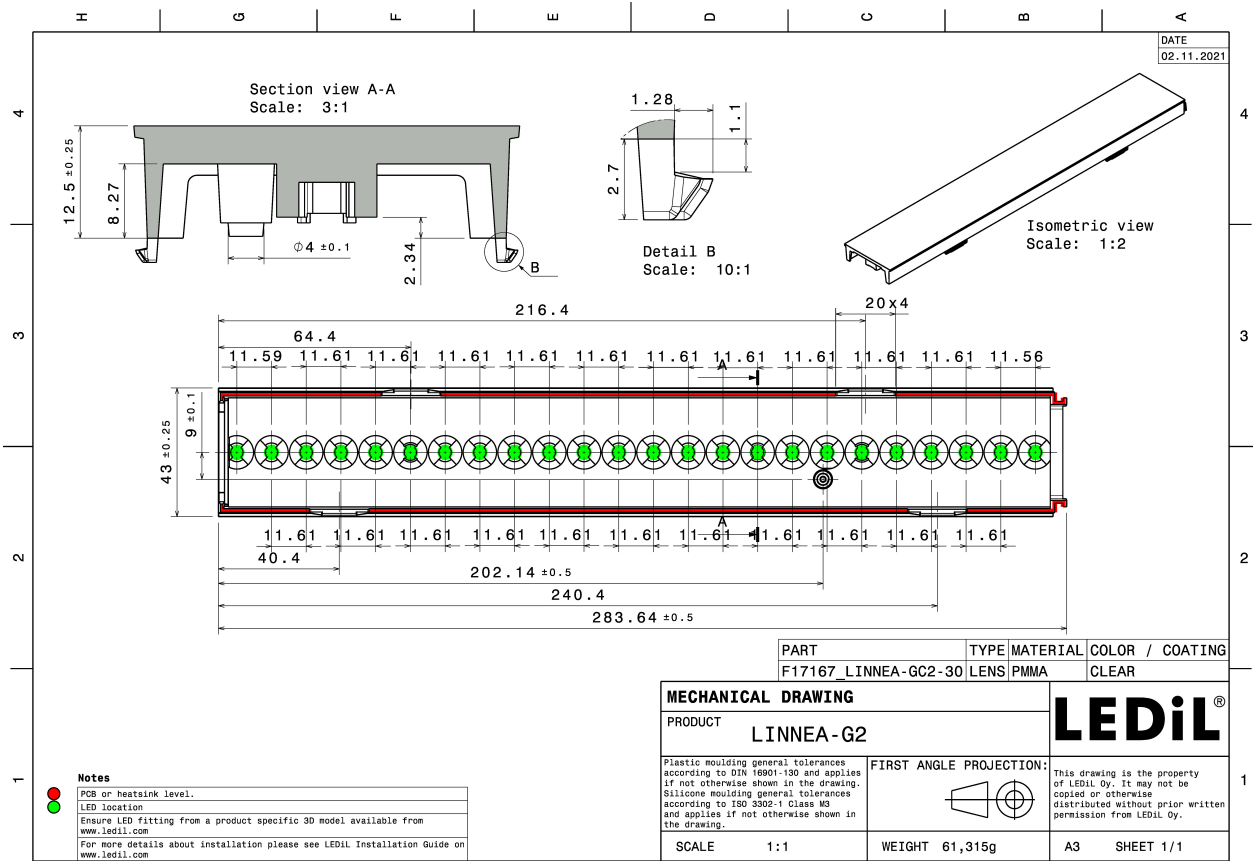 H G F E D C B A
DATE
02.11.2021
4
4
Section view A-A
Scale: 3:1
12.5 ±0.25
8.27
Φ4 ±0.1
2.34
B
1.28
1.1
2.7
Detail B
Scale: 10:1
Isometric view
Scale: 1:2
3
3
216.4
20x4
64.4
11.59 11.61 11.61 11.61 11.61 11.61 11.61 11.61 11.61 11.61 11.61 11.56
A
43 ±0.25
9 ±0.1
A
11.61 11.61 11.61 11.61 11.61 11.61 11.61 11.61 11.61 11.61 11.61
2
2
40.4
202.14 ±0.5
240.4
283.64 ±0.5
PART TYPE MATERIAL COLOR / COATING
F17167_LINNEA-GC2-30 LENS PMMA CLEAR
MECHANICAL DRAWING
PRODUCT
LINNEA-G2
LEDiL®
Plastic moulding general tolerances
according to DIN 16901-130 and applies
if not otherwise shown in the drawing.
Silicone moulding general tolerances
according to ISO 3302-1 Class M3
and applies if not otherwise shown in
the drawing.
FIRST ANGLE PROJECTION:
This drawing is the property
of LEDiL Oy. It may not be
copied or otherwise
distributed without prior written
permission from LEDiL Oy.
SCALE 1:1
WEIGHT 61,315g
A3 SHEET 1/1
1
1
Notes
PCB or heatsink level.
LED location
Ensure LED fitting from a product specific 3D model available from
www.ledil.com
For more details about installation please see LEDiL Installation Guide on
www.ledil.com